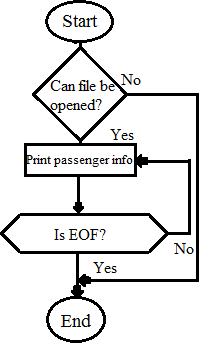 Start
Can file be
opened?
No
Yes
Print passenger info
Is EOF?
No
Yes
End